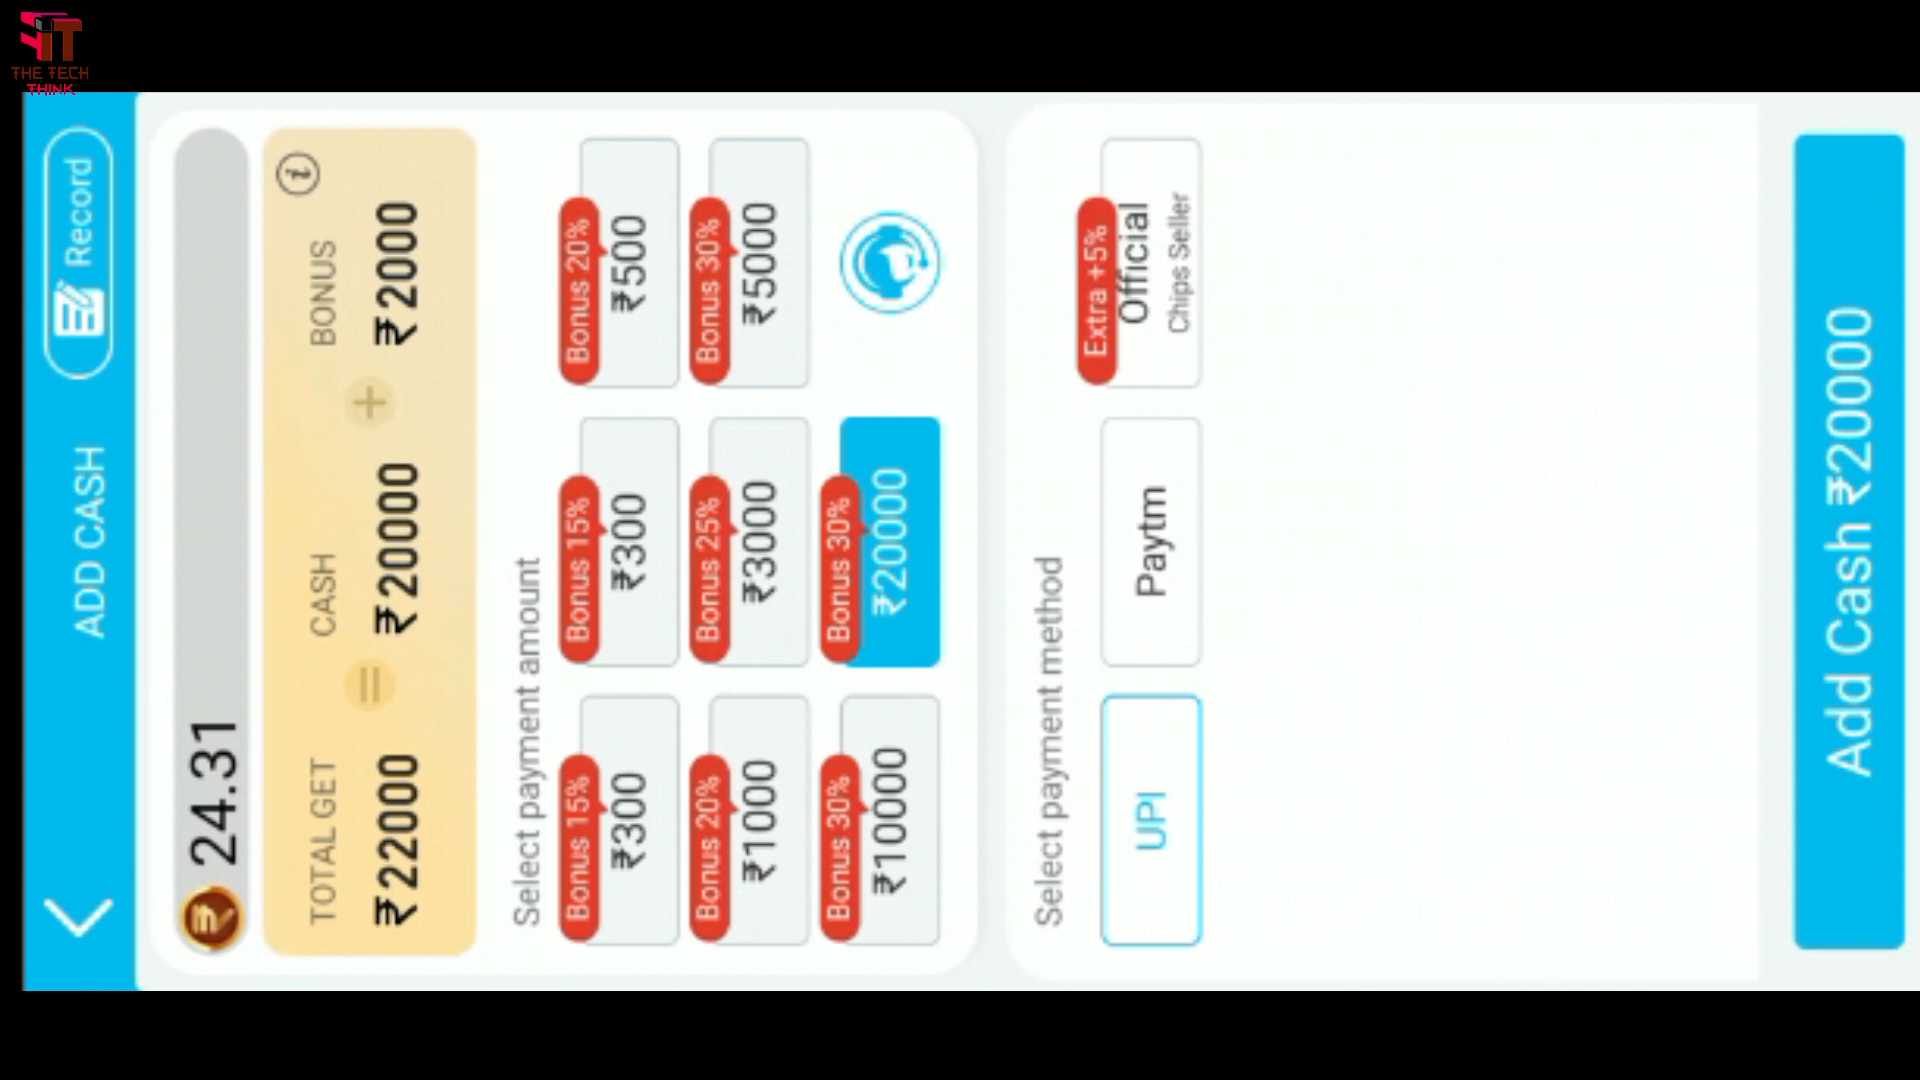 THE TECH
THINK
ADD CASH
Record
24.31
TOTAL GET
CASH
BONUS
₹22000
=
₹20000
+
₹2000
Select payment amount
Bonus 15%
₹300
Bonus 15%
₹300
Bonus 20%
₹500
Bonus 20%
₹1000
Bonus 25%
₹3000
Bonus 30%
₹5000
Bonus 30%
₹10000
Bonus 30%
₹20000
Select payment method
UPI
Paytm
Extra +5%
Official
Chips Seller
Add Cash ₹20000